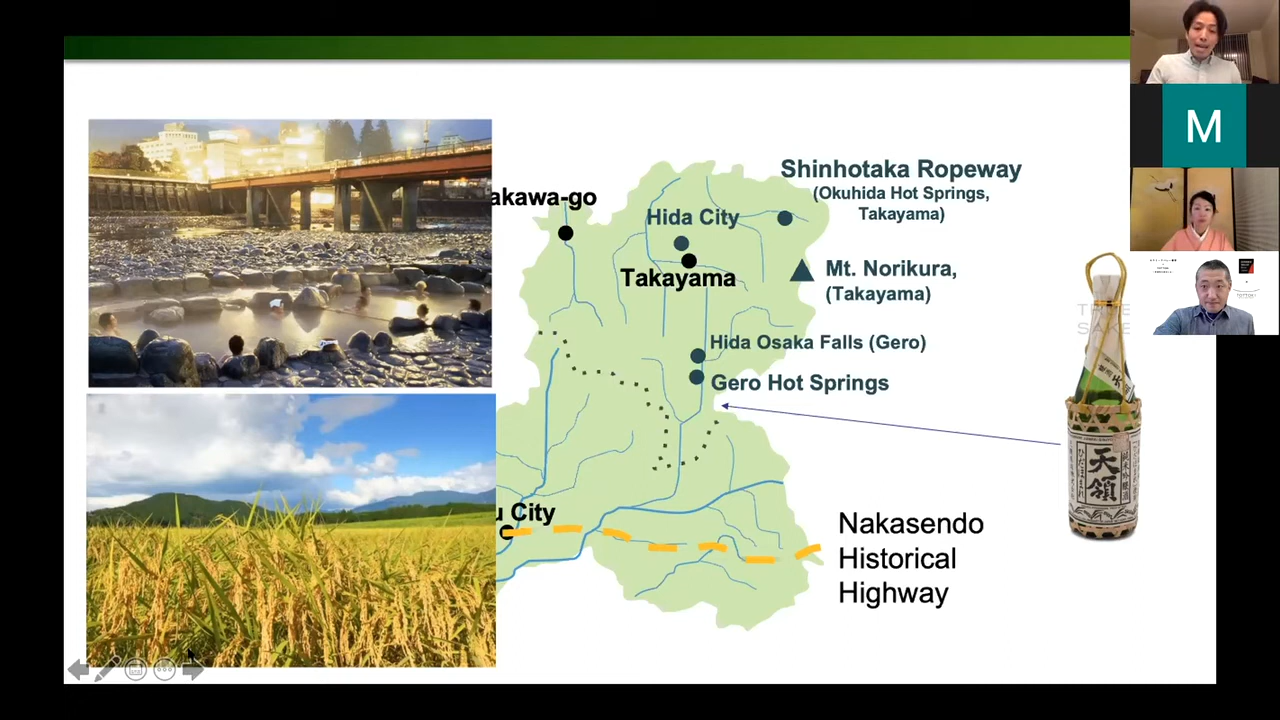 akawa-go
Shinhotaka Ropeway
(Okuhida Hot Springs,
Takayama)
Hida City
Takayama
Mt. Norikura,
(Takayama)
Hida Osaka Falls (Gero)
Gero Hot Springs
u City
Nakasendo
Historical
Highway
天領
M